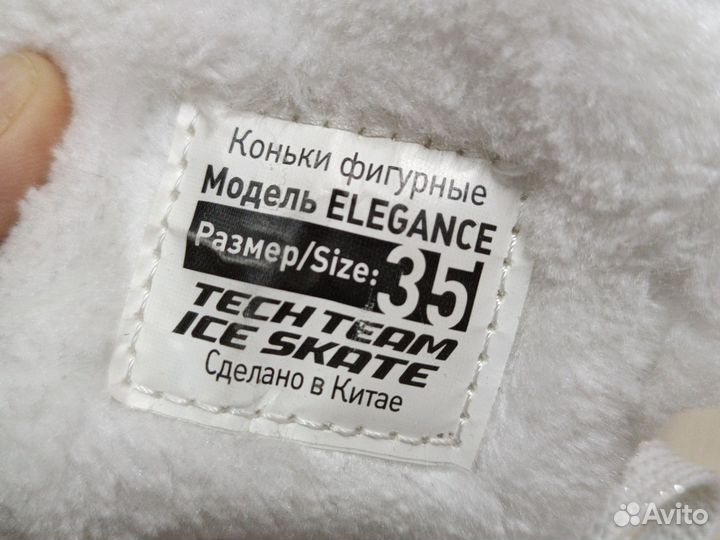 Коньки фигурные
Модель ELEGANCE
Размер/Size: 35
TECH TEAM
ICE SKATE
Сделано в Китае
Avito